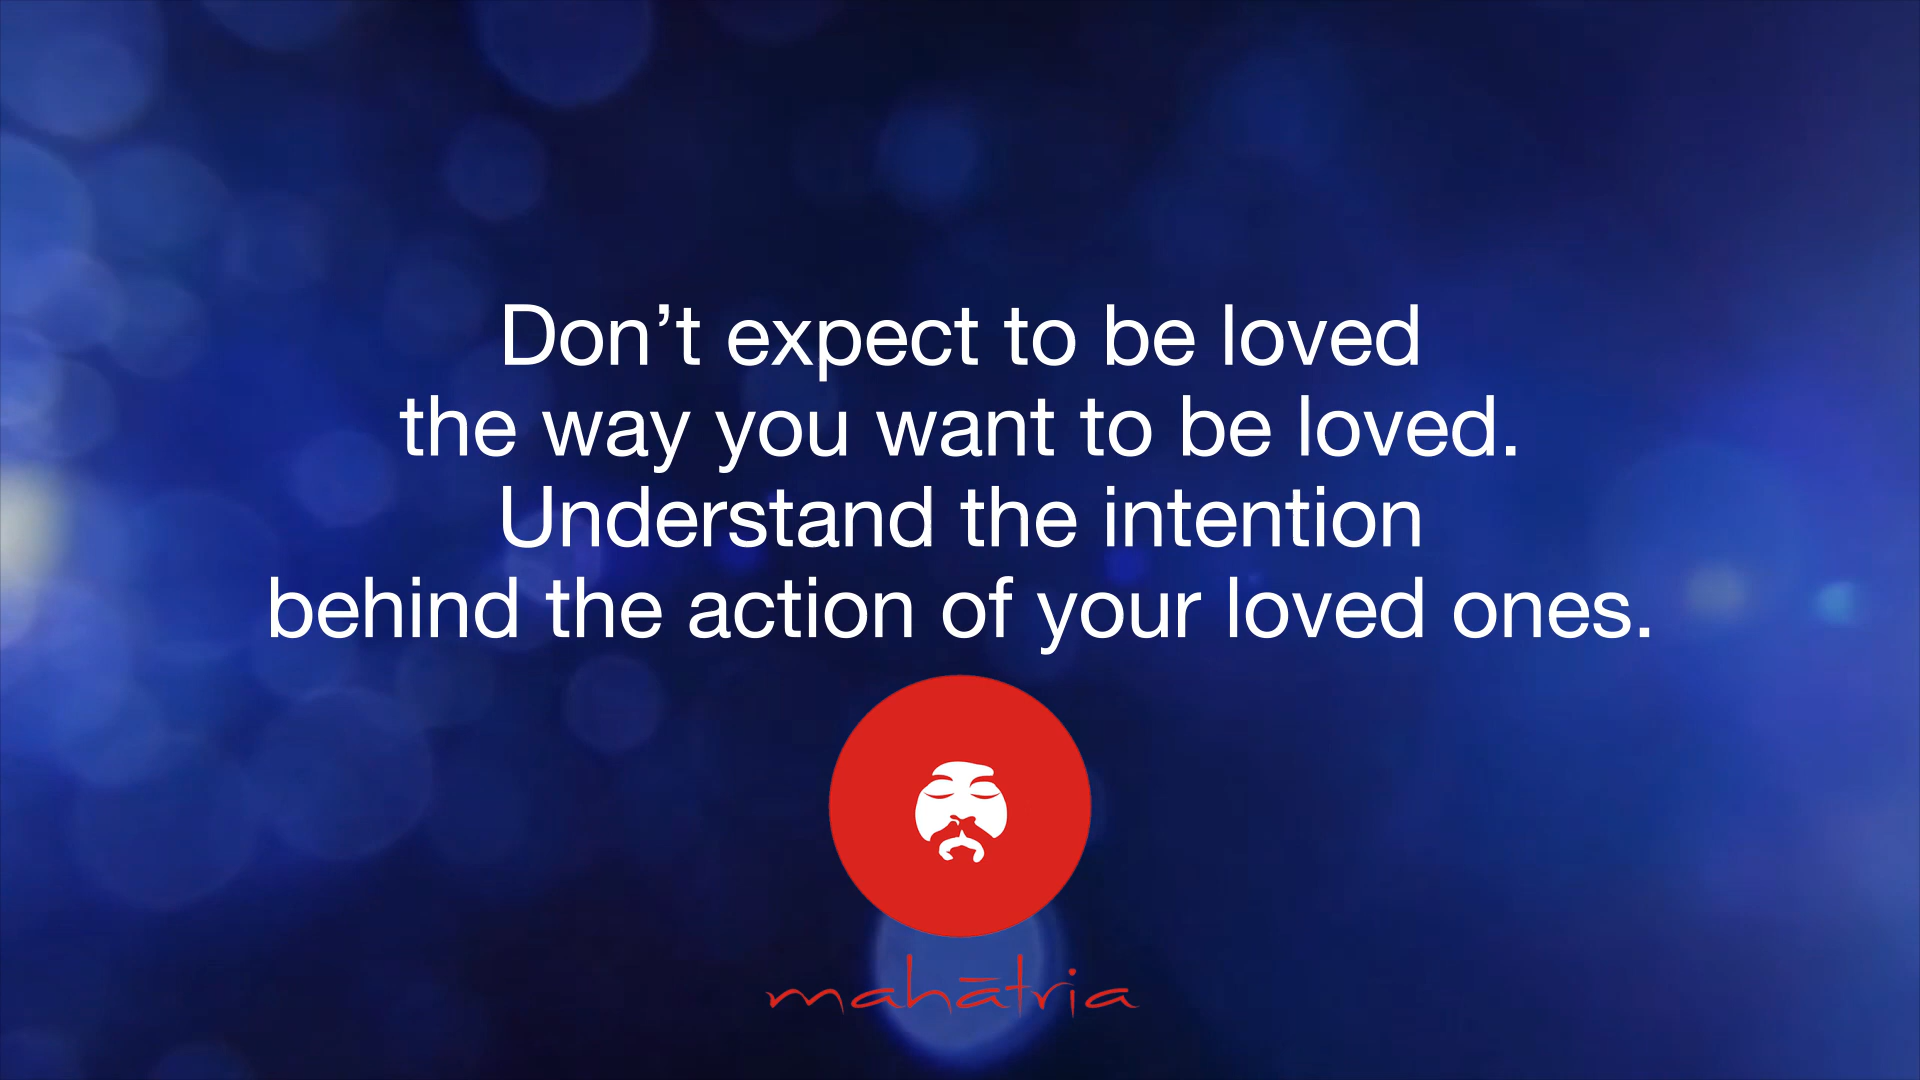 Don’t expect to be loved
the way you want to be loved.
Understand the intention
behind the action of your loved ones.
mahātria